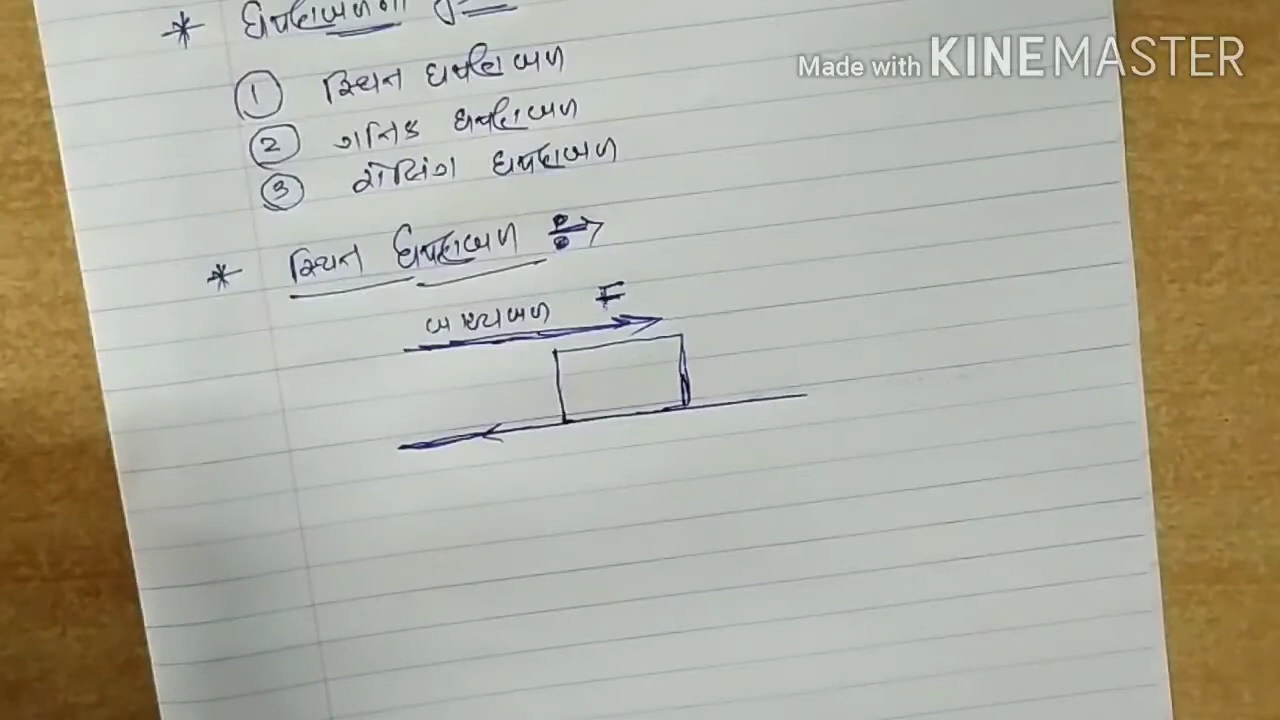 * ઘર્ષણબળના
Made with KINEMASTER
1 સ્થિત ઘર્ષણબળ
2 ગતિક ઘર્ષણબળ
3 રોલિંગ ઘર્ષણબળ
* સ્થિત ઘર્ષણબળ ÷→
બાહ્યબળ F